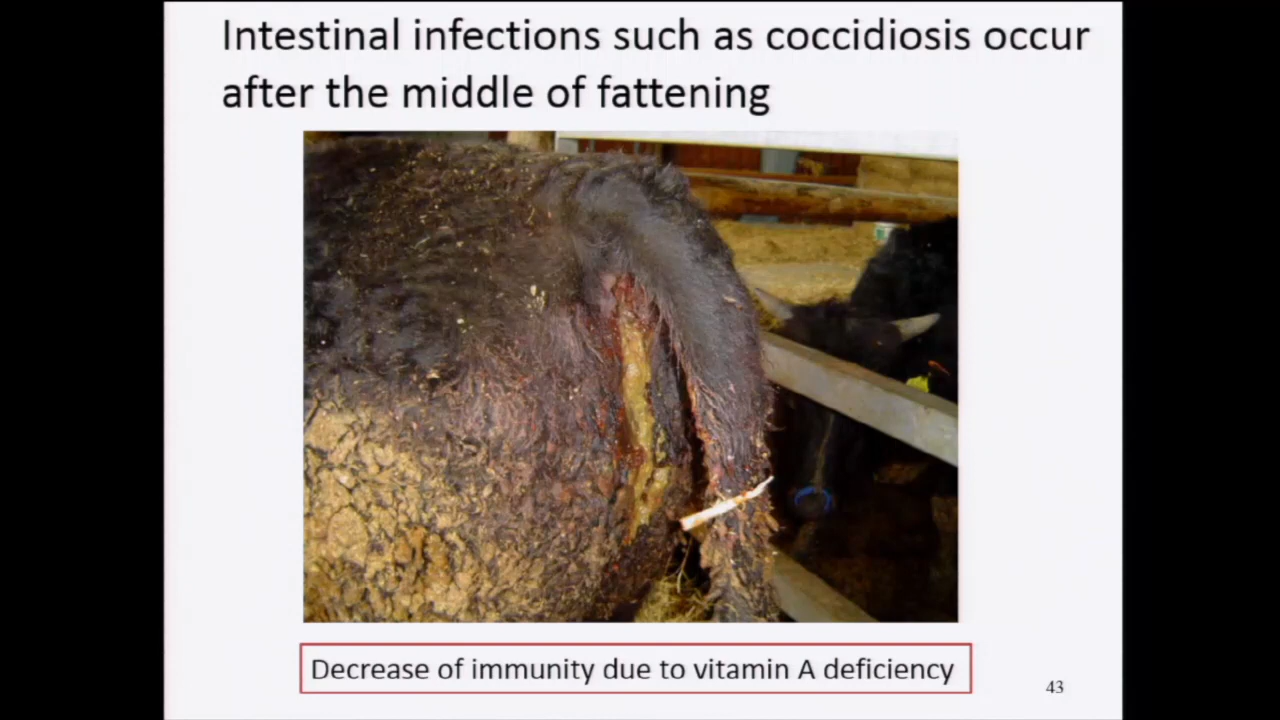 Intestinal infections such as coccidiosis occur
after the middle of fattening
Decrease of immunity due to vitamin A deficiency
43